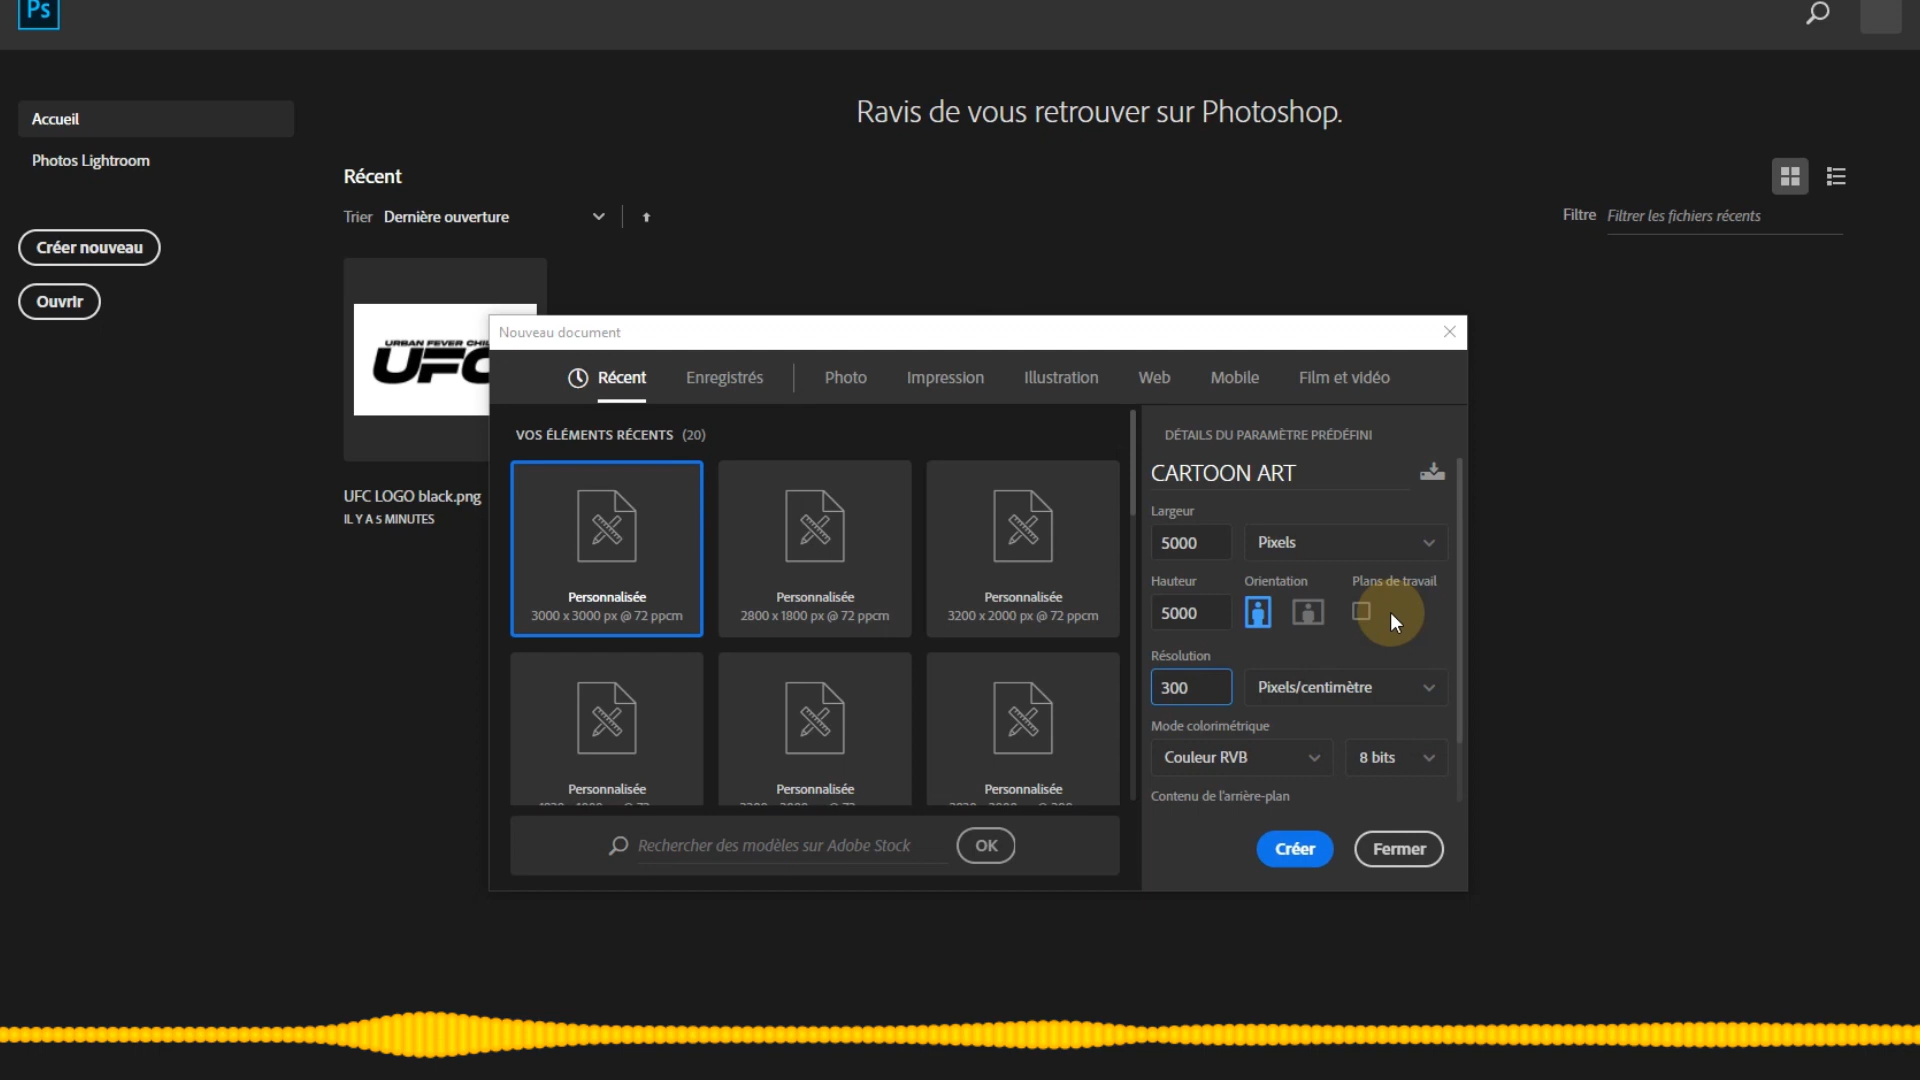 Ps
Ravis de vous retrouver sur Photoshop.
Accueil
Photos Lightroom
Créer nouveau
Ouvrir
Récent
Trier Dernière ouverture
Filtre Filtrer les fichiers récents
URBAN FEVER
UFC
UFC LOGO black.png
IL Y A 5 MINUTES
Nouveau document
Récent Enregistrés Photo Impression Illustration Web Mobile Film et vidéo
VOS ÉLÉMENTS RÉCENTS (20)
Personnalisée
3000 x 3000 px @ 72 ppcm
Personnalisée
2800 x 1800 px @ 72 ppcm
Personnalisée
3200 x 2000 px @ 72 ppcm
Personnalisée
Personnalisée
Personnalisée
Rechercher des modèles sur Adobe Stock
OK
DÉTAILS DU PARAMÈTRE PRÉDÉFINI
CARTOON ART
Largeur
5000 Pixels
Hauteur Orientation Plans de travail
5000
Résolution
300 Pixels/centimètre
Mode colorimétrique
Couleur RVB 8 bits
Contenu de l'arrière-plan
Créer Fermer